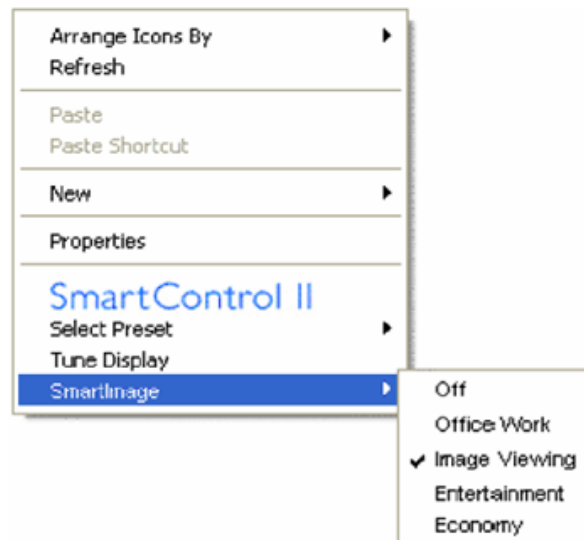 Arrange Icons By
Refresh
Paste
Paste Shortcut
New
Properties
SmartControl II
Select Preset
Tune Display
SmartImage
Off
Office Work
Image Viewing
Entertainment
Economy